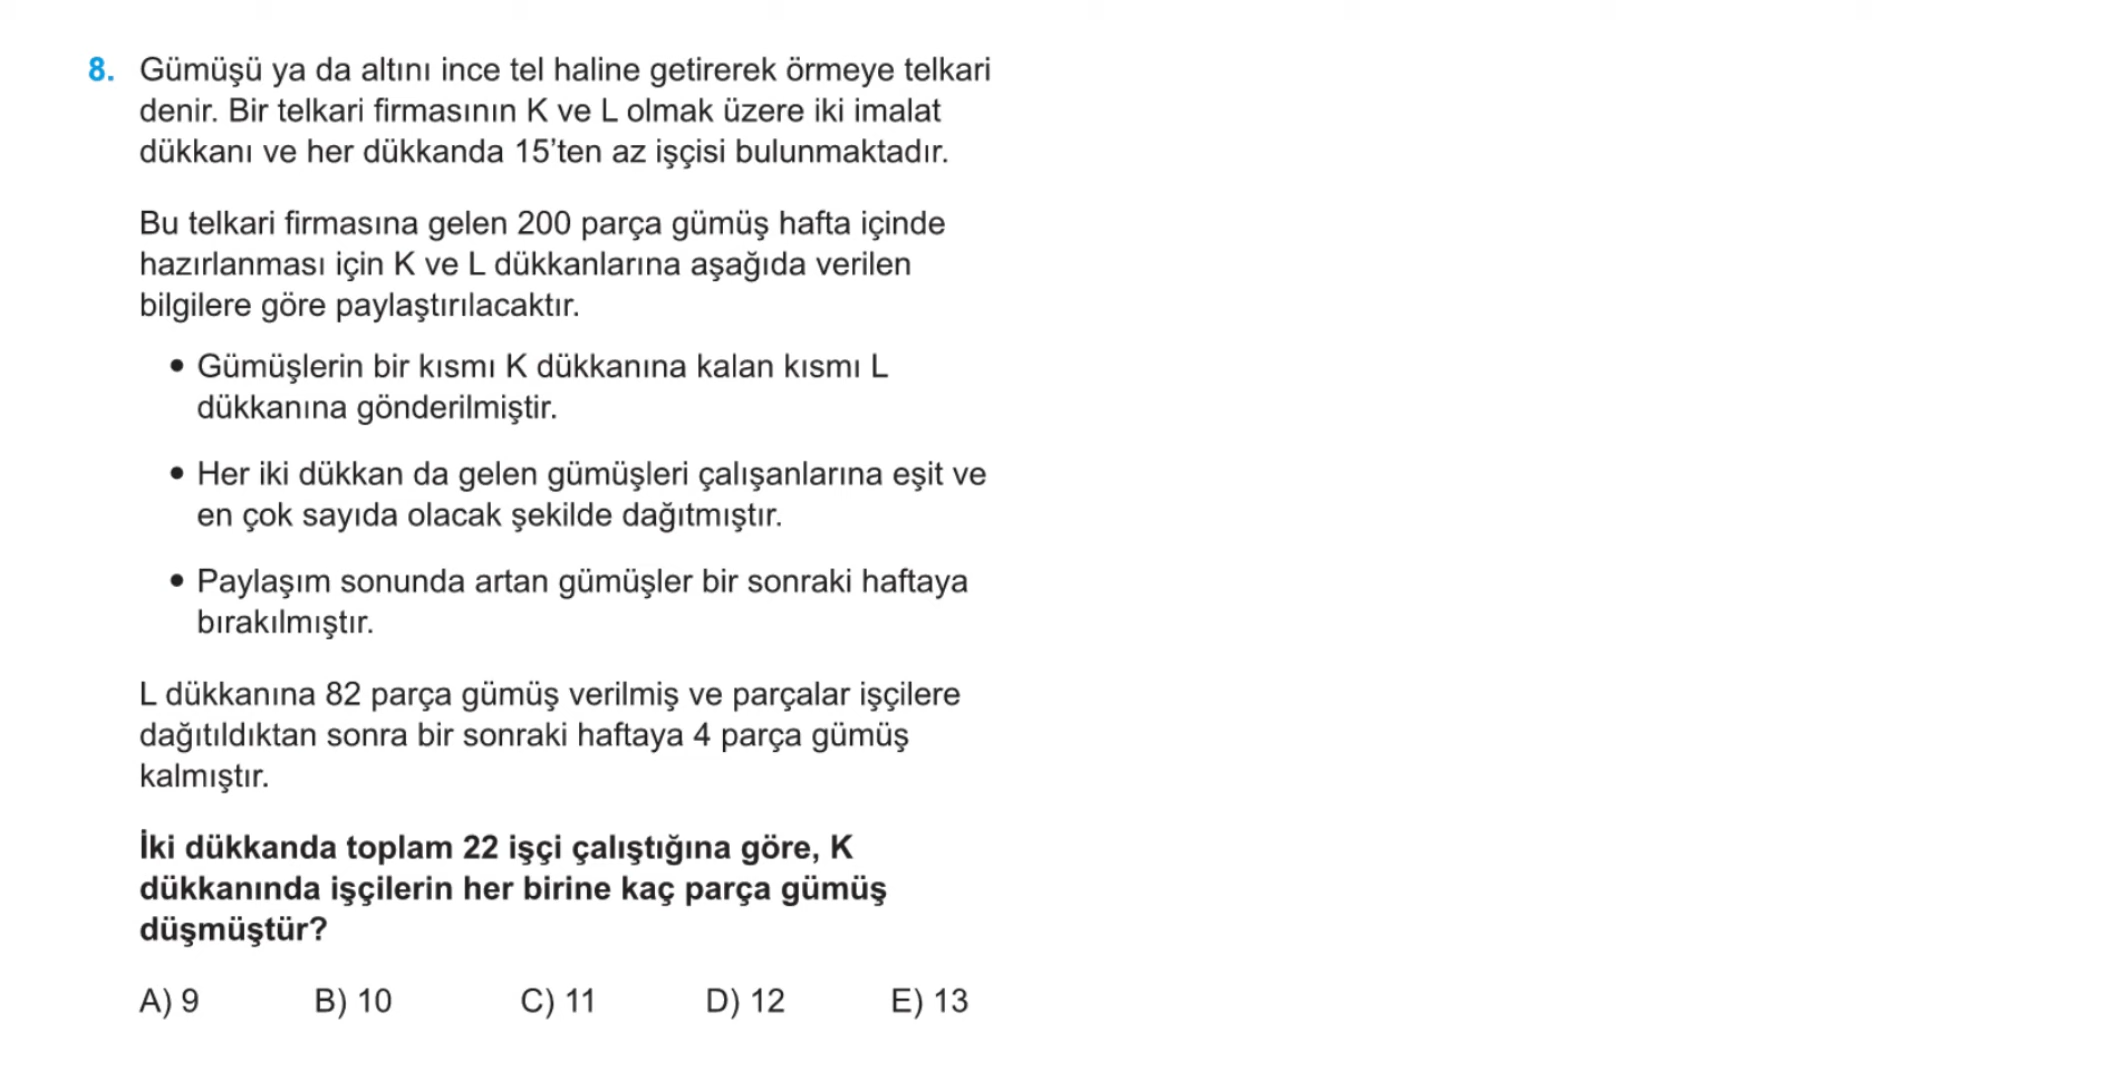 8. Gümüşü ya da altını ince tel haline getirerek örmeye telkari
denir. Bir telkari firmasının K ve L olmak üzere iki imalat
dükkanı ve her dükkanda 15'ten az işçisi bulunmaktadır.
Bu telkari firmasına gelen 200 parça gümüş hafta içinde
hazırlanması için K ve L dükkanlarına aşağıda verilen
bilgilere göre paylaştırılacaktır.
• Gümüşlerin bir kısmı K dükkanına kalan kısmı L
dükkanına gönderilmiştir.
• Her iki dükkan da gelen gümüşleri çalışanlarına eşit ve
en çok sayıda olacak şekilde dağıtmıştır.
• Paylaşım sonunda artan gümüşler bir sonraki haftaya
bırakılmıştır.
L dükkanına 82 parça gümüş verilmiş ve parçalar işçilere
dağıtıldıktan sonra bir sonraki haftaya 4 parça gümüş
kalmıştır.
İki dükkanda toplam 22 işçi çalıştığına göre, K
dükkanında işçilerin her birine kaç parça gümüş
düşmüştür?
A) 9 B) 10 C) 11 D) 12 E) 13